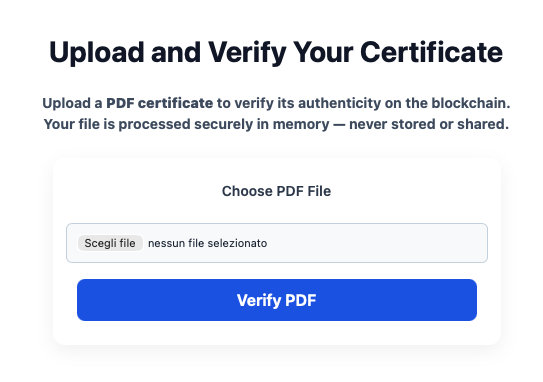 Upload and Verify Your Certificate
Upload a PDF certificate to verify its authenticity on the blockchain.
Your file is processed securely in memory — never stored or shared.
Choose PDF File
Scegli file nessun file selezionato
Verify PDF